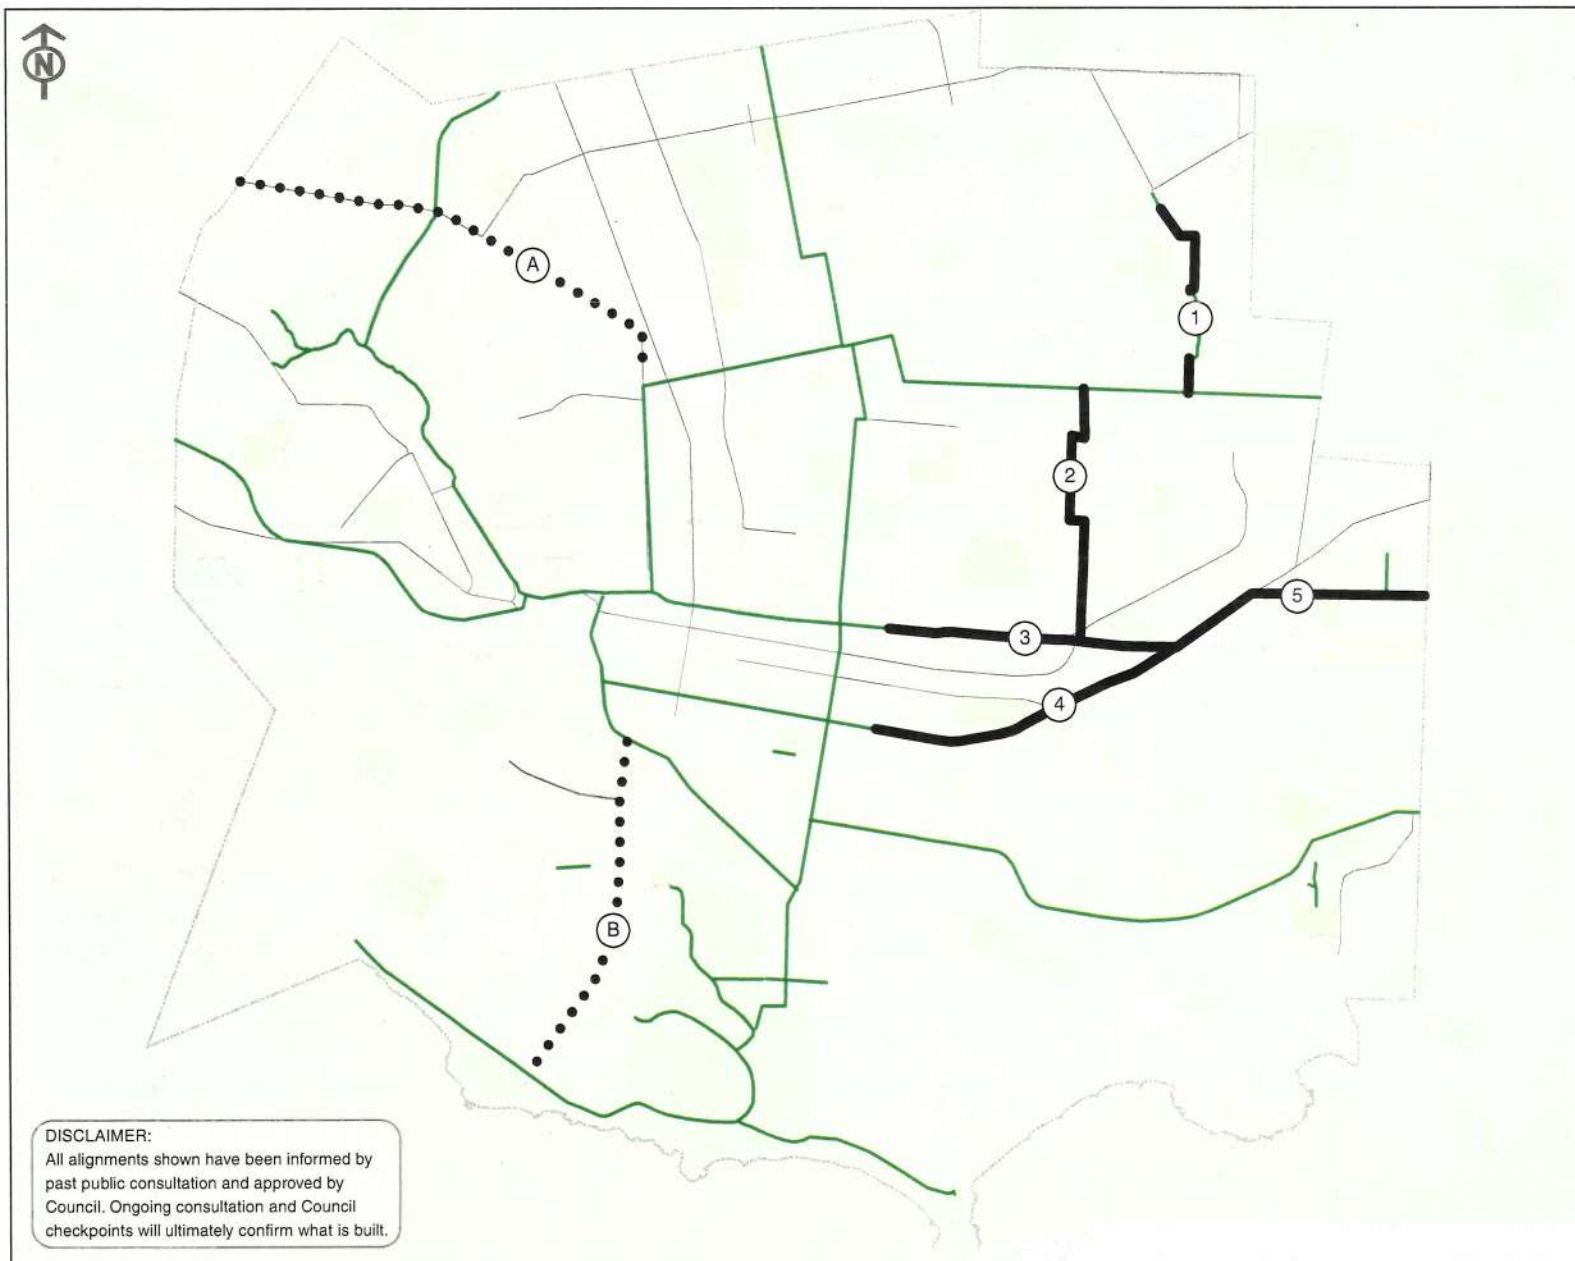 N
A
1
2
3
5
4
B
DISCLAIMER:
All alignments shown have been informed by
past public consultation and approved by
Council. Ongoing consultation and Council
checkpoints will ultimately confirm what is built.